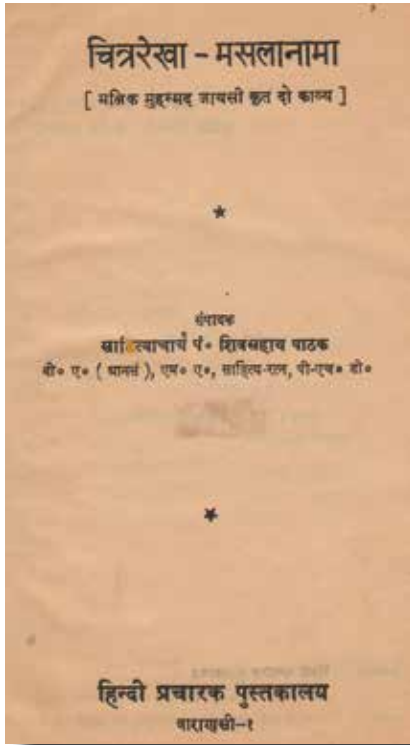 चित्ररेखा - मसलानामा
[ मलिक मुहम्मद जायसी कृत दो काव्य ]
★
संपादक
साहित्याचार्य पं० शिवसहाय पाठक
बी० ए० ( आनर्स ), एम० ए०, साहित्य-रत्न, पी-एच० डी०
★
हिन्दी प्रचारक पुस्तकालय
वाराणसी-१